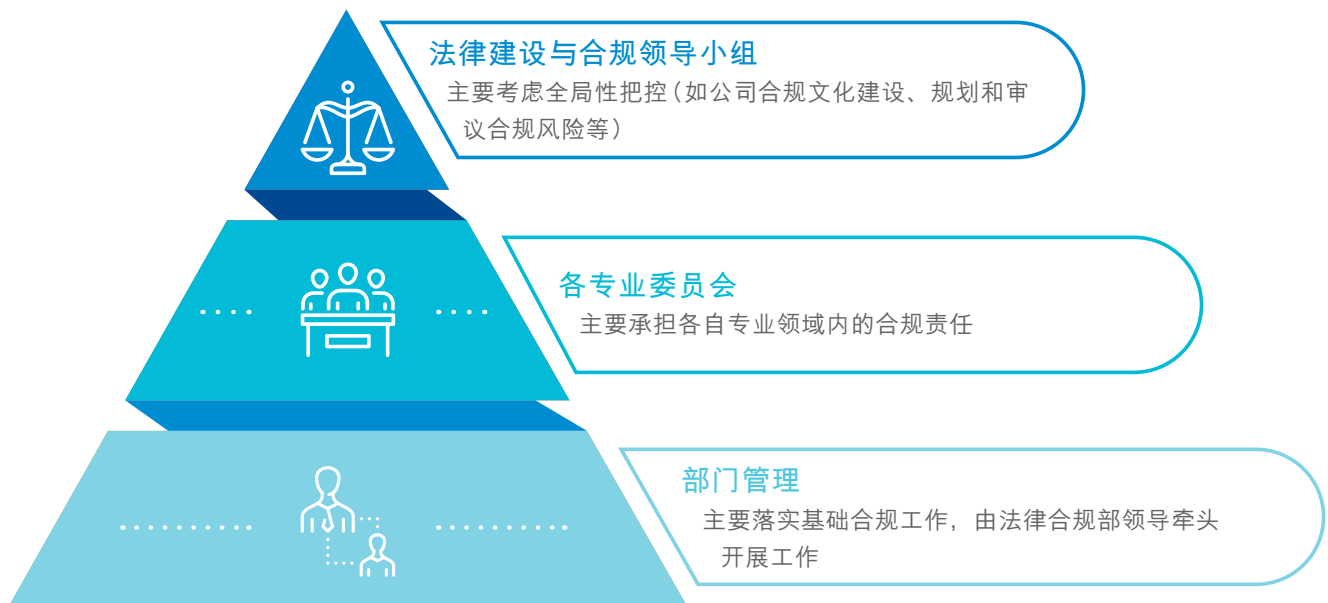 法律建设与合规领导小组
主要考虑全局性把控（如公司合规文化建设、规划和审
议合规风险等）
各专业委员会
主要承担各自专业领域内的合规责任
部门管理
主要落实基础合规工作，由法律合规部领导牵头
开展工作